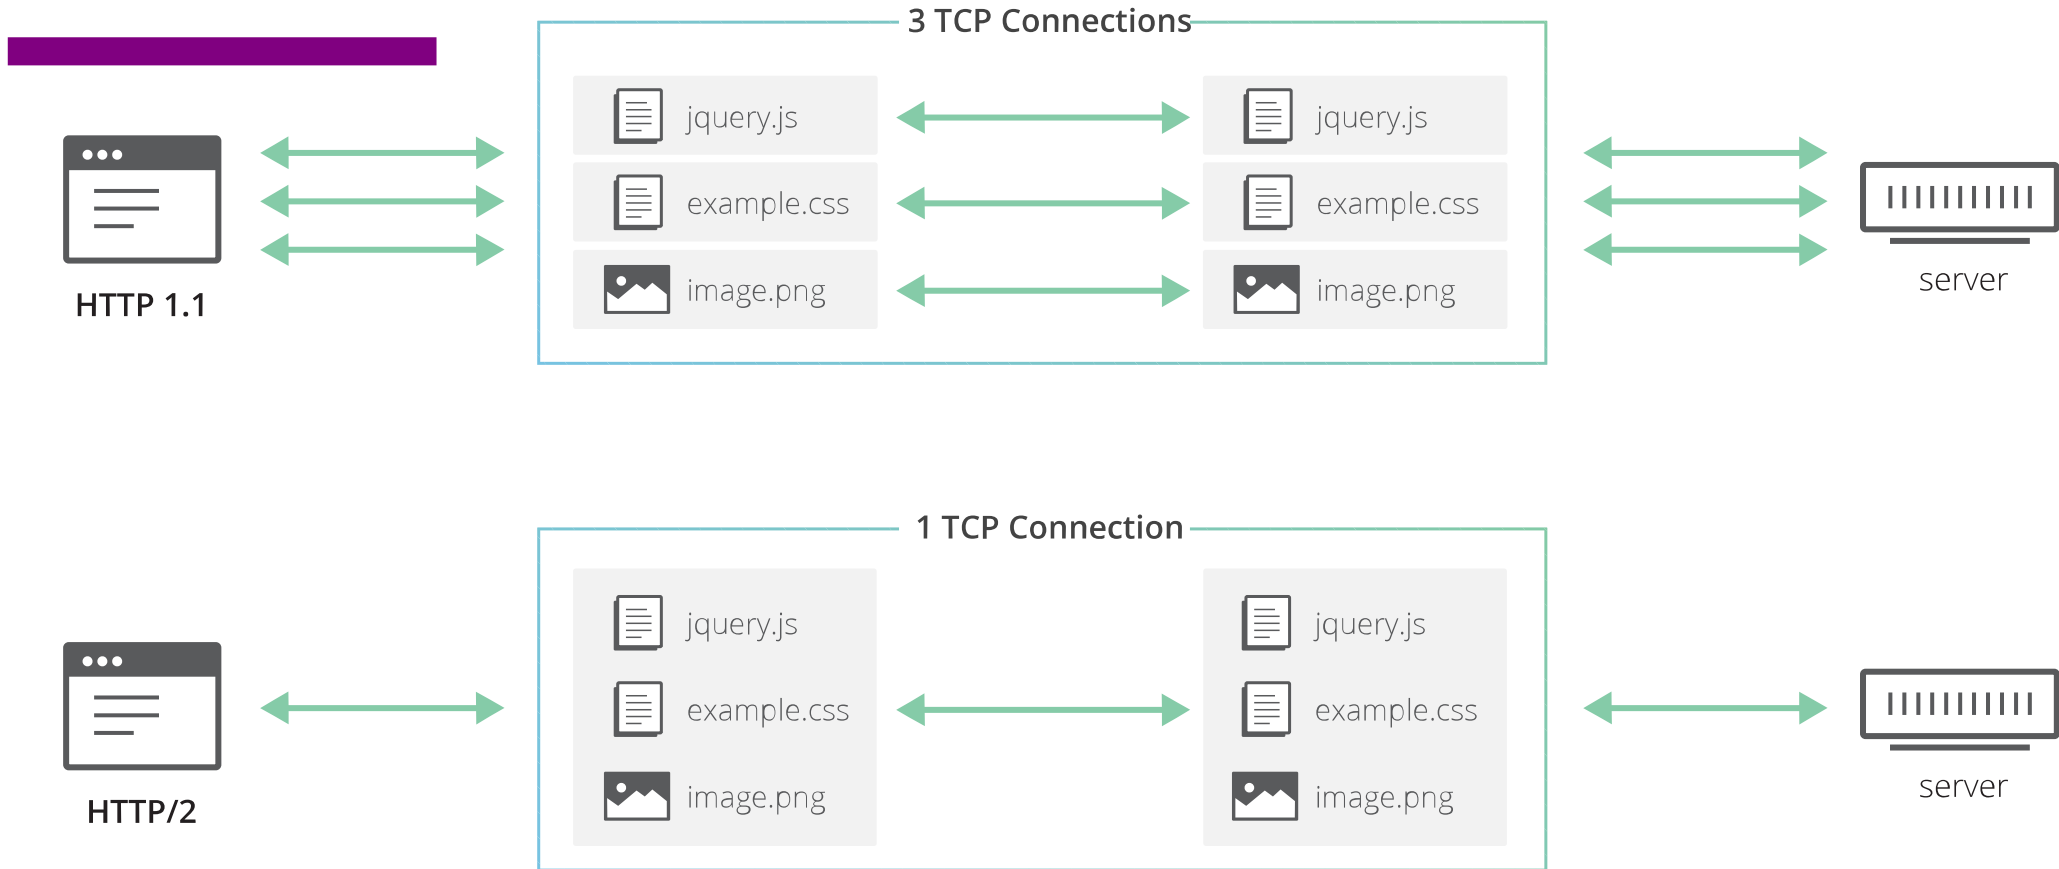 3 TCP Connections
jquery.js
jquery.js
example.css
example.css
image.png
image.png
HTTP 1.1
server
1 TCP Connection
jquery.js
jquery.js
example.css
example.css
image.png
image.png
HTTP/2
server